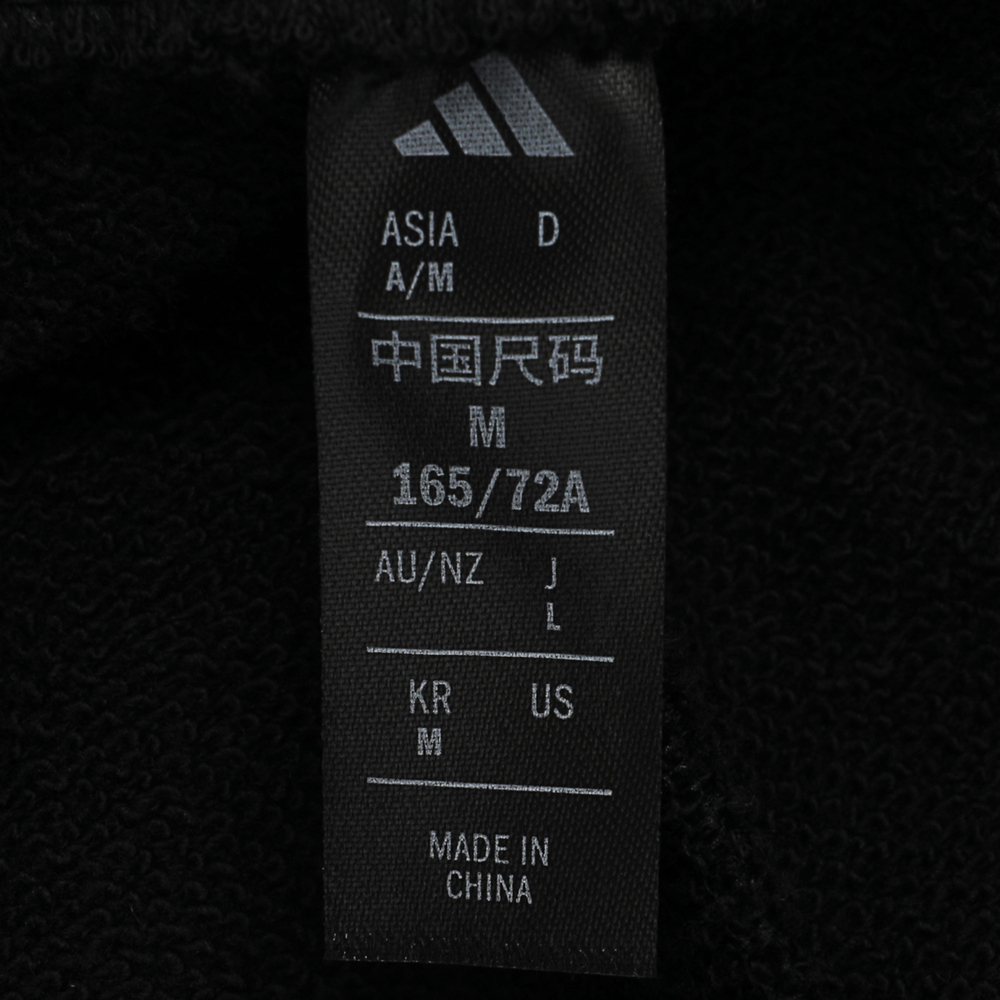 ASIA D
A/M
中国尺码
M
165/72A
AU/NZ J
L
KR US
M
MADE IN
CHINA